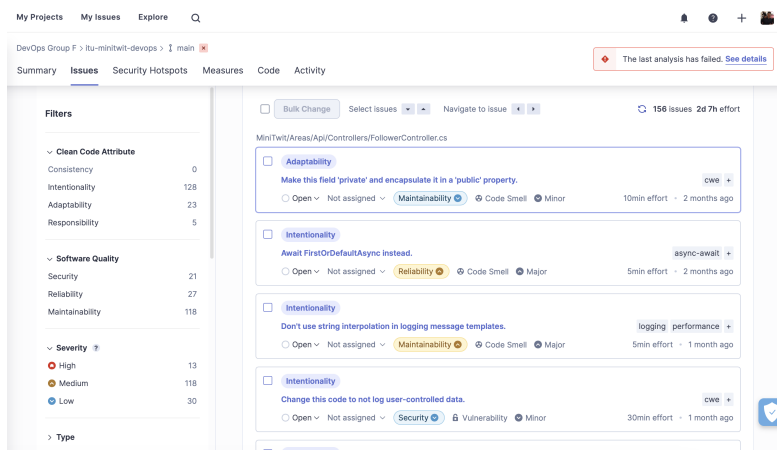 My Projects My Issues Explore
DevOps Group F > Itu-minitwit-devops > main
The last analysis has failed. See details
Summary Issues Security Hotspots Measures Code Activity
Filters
Bulk Change Select issues Navigate to issue 156 issues 2d 7h effort
MiniTwit/Areas/Api/Controllers/FollowerController.cs
Clean Code Attribute
Consistency 0
Intentionality 128
Adaptability 23
Responsibility 5
Software Quality
Security 21
Reliability 27
Maintainability 118
Severity ?
High 13
Medium 118
Low 30
Type
Adaptability
Make this field 'private' and encapsulate it in a 'public' property. cwe +
Open Not assigned Maintainability Code Smell Minor 10min effort • 2 months ago
Intentionality
Await FirstOrDefaultAsync instead. async-await +
Open Not assigned Reliability Code Smell Major 5min effort • 2 months ago
Intentionality
Don't use string interpolation in logging message templates. logging performance +
Open Not assigned Maintainability Code Smell Major 5min effort • 1 month ago
Intentionality
Change this code to not log user-controlled data. cwe +
Open Not assigned Security Vulnerability Minor 30min effort • 1 month ago